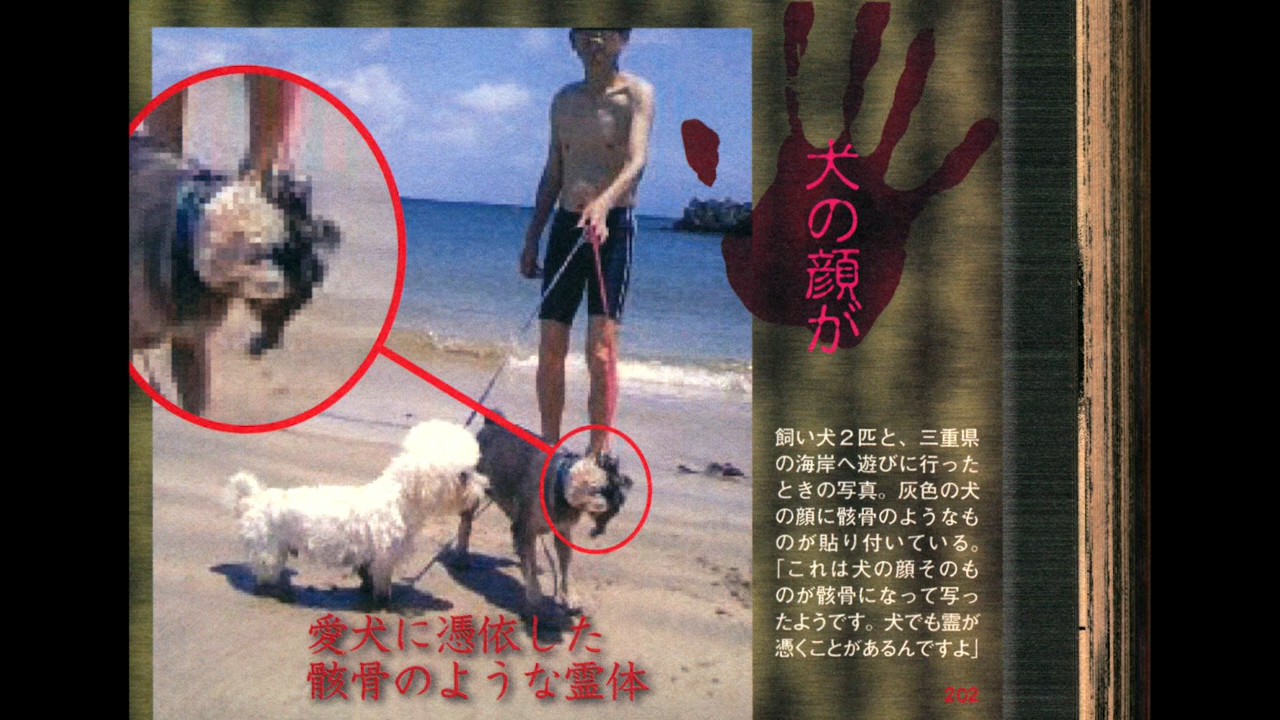 犬の顔が
飼い犬２匹と、三重県
の海岸へ遊びに行った
ときの写真。灰色の犬
の顔に骸骨のようなも
のが貼り付いている。
「これは犬の顔そのも
のが骸骨になって写っ
たようです。犬でも霊が
憑くことがあるんですよ」
愛犬に憑依した
骸骨のような霊体
202